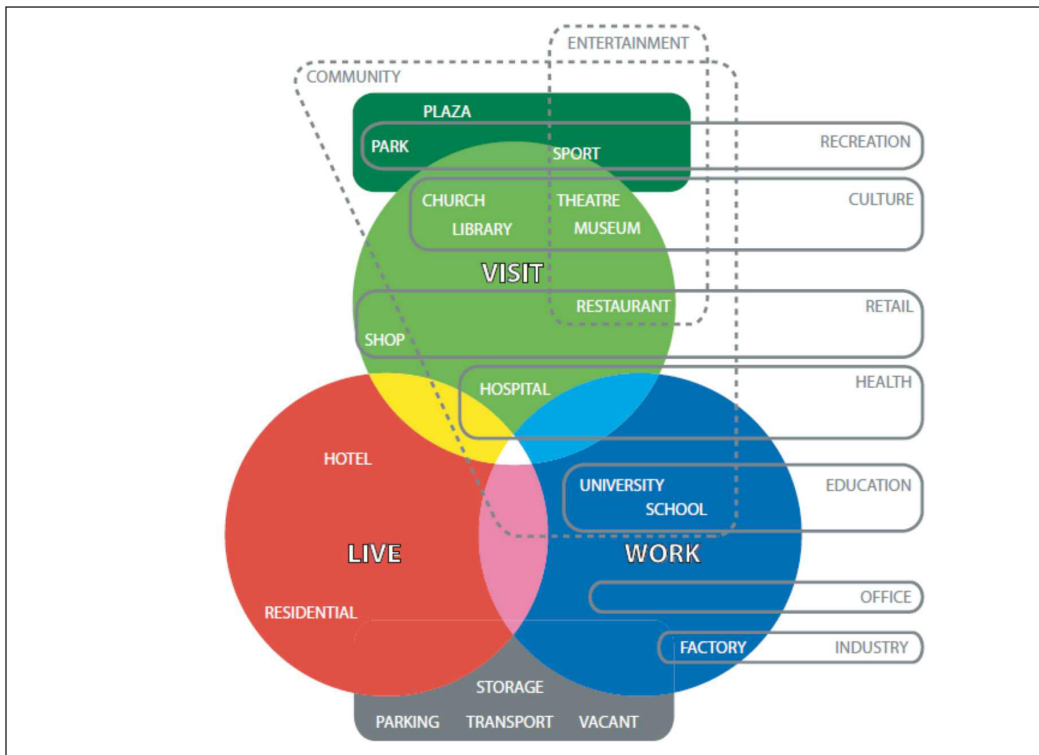 ENTERTAINMENT
COMMUNITY
PLAZA
PARK
SPORT
RECREATION
CHURCH
THEATRE
CULTURE
LIBRARY
MUSEUM
VISIT
RESTAURANT
RETAIL
SHOP
HOSPITAL
HEALTH
HOTEL
UNIVERSITY
EDUCATION
SCHOOL
LIVE
WORK
OFFICE
RESIDENTIAL
FACTORY
INDUSTRY
STORAGE
PARKING
TRANSPORT
VACANT